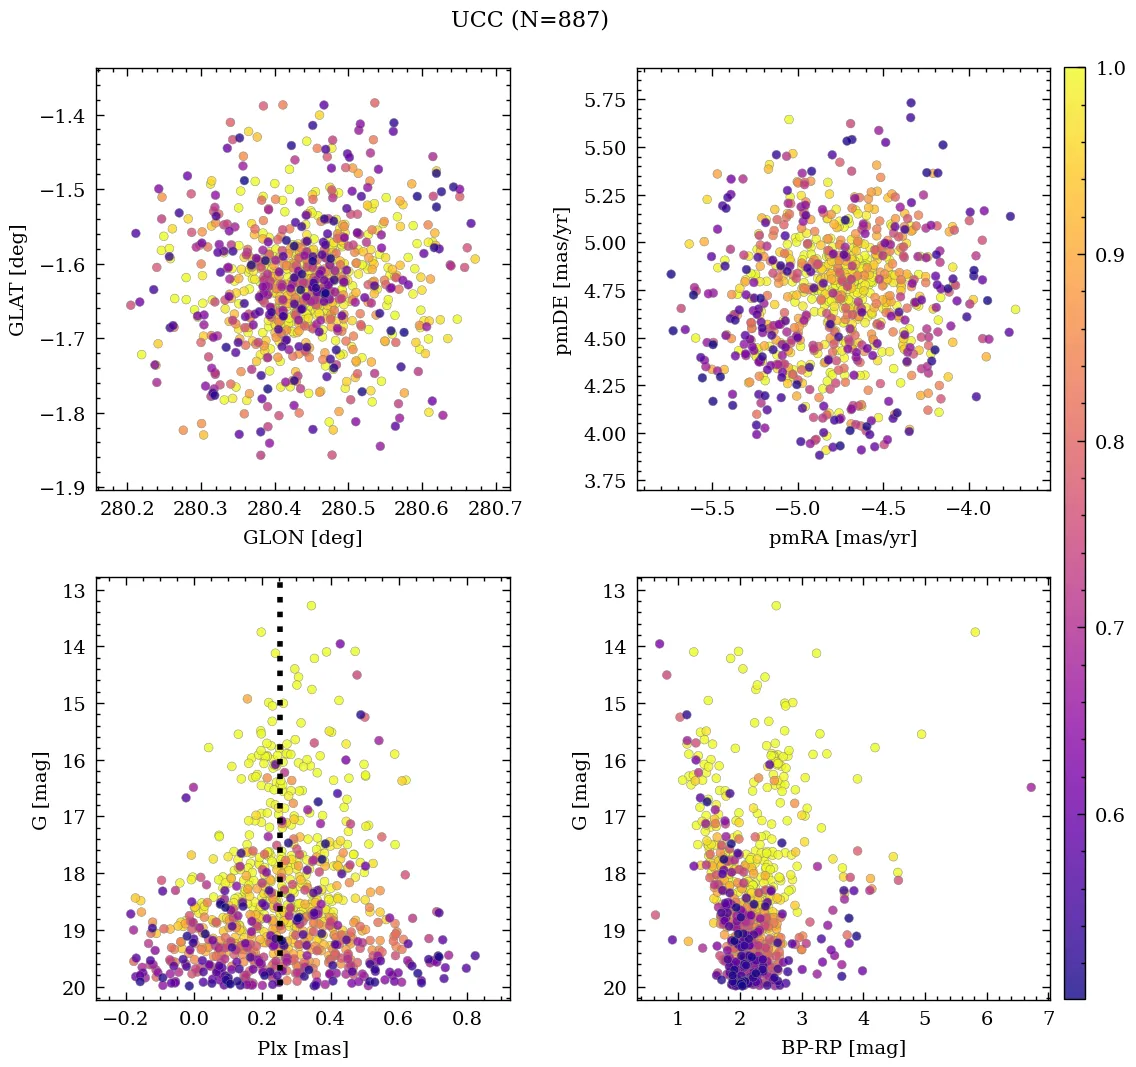 UCC (N=887)
−1.4
−1.5
−1.6
−1.7
−1.8
−1.9
GLAT [deg]
280.2 280.3 280.4 280.5 280.6 280.7
GLON [deg]
5.75
5.50
5.25
5.00
4.75
4.50
4.25
4.00
3.75
pmDE [mas/yr]
−5.5 −5.0 −4.5 −4.0
pmRA [mas/yr]
1.0
0.9
0.8
0.7
0.6
13
14
15
16
17
18
19
20
G [mag]
−0.2 0.0 0.2 0.4 0.6 0.8
Plx [mas]
13
14
15
16
17
18
19
20
G [mag]
1 2 3 4 5 6 7
BP-RP [mag]